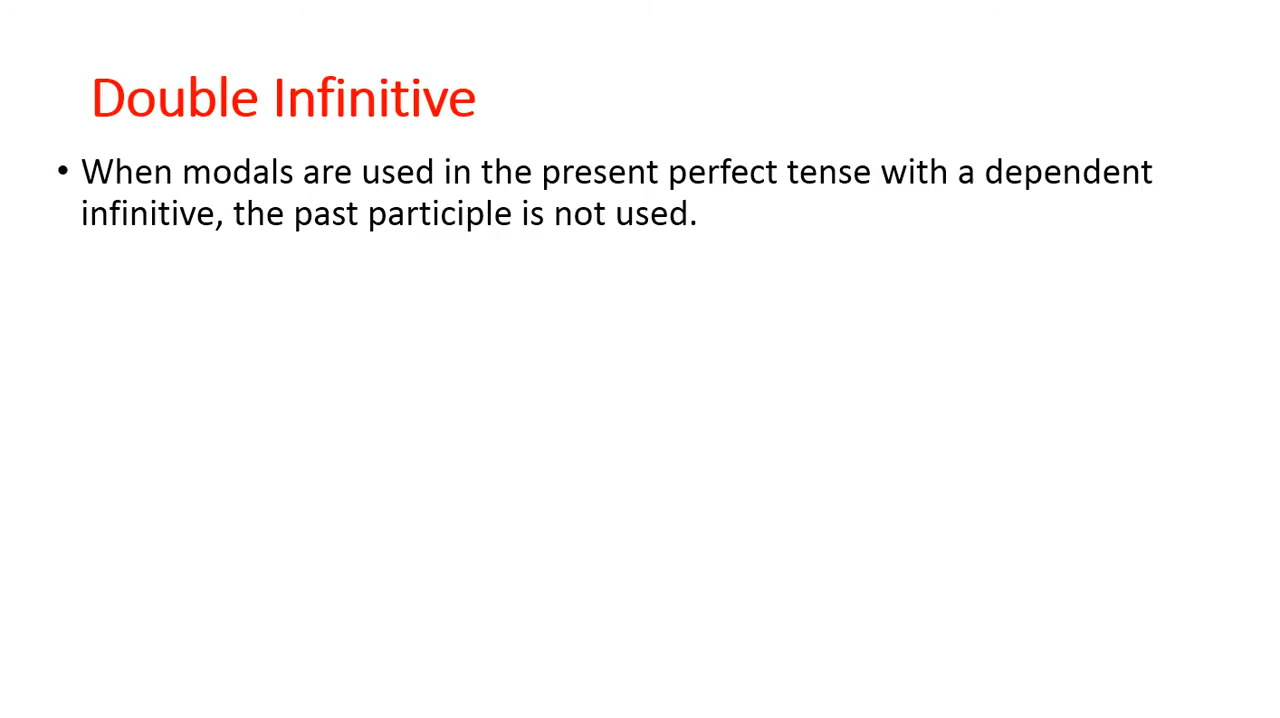 Double Infinitive
• When modals are used in the present perfect tense with a dependent
infinitive, the past participle is not used.